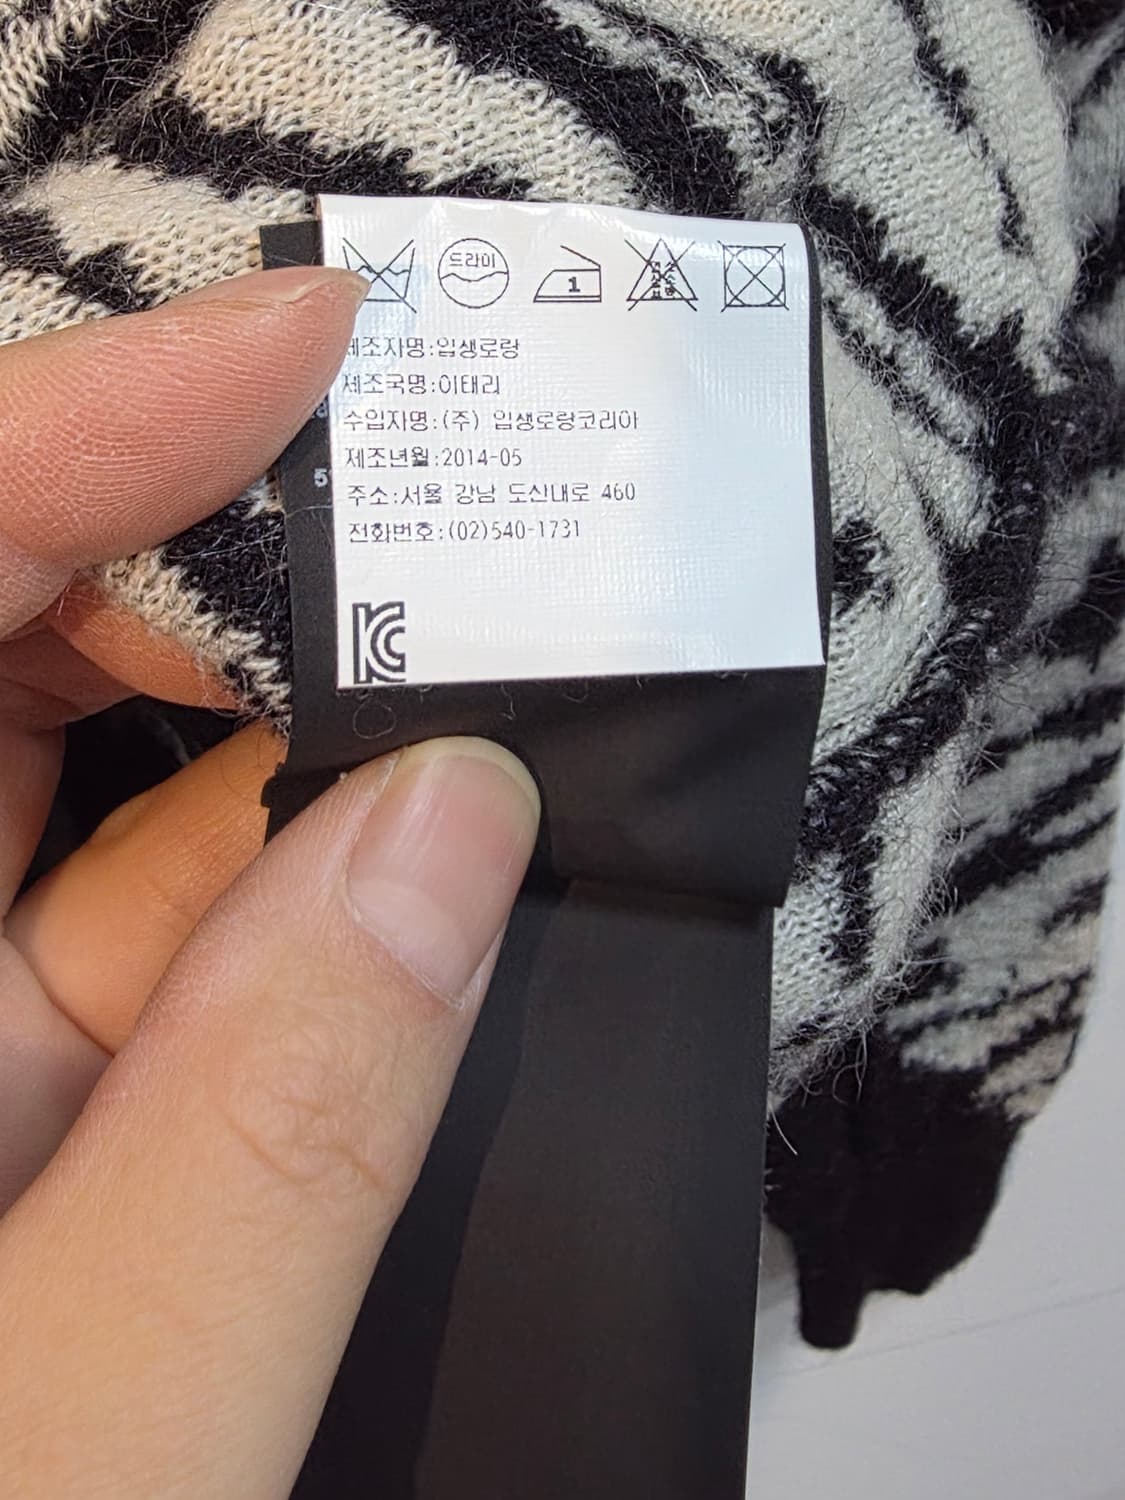 드라이
1
제조자명:입생로랑
제조국명:이태리
수입자명:(주) 입생로랑코리아
제조년월:2014-05
주소:서울 강남 도산대로 460
전화번호:(02)540-1731
KC
5